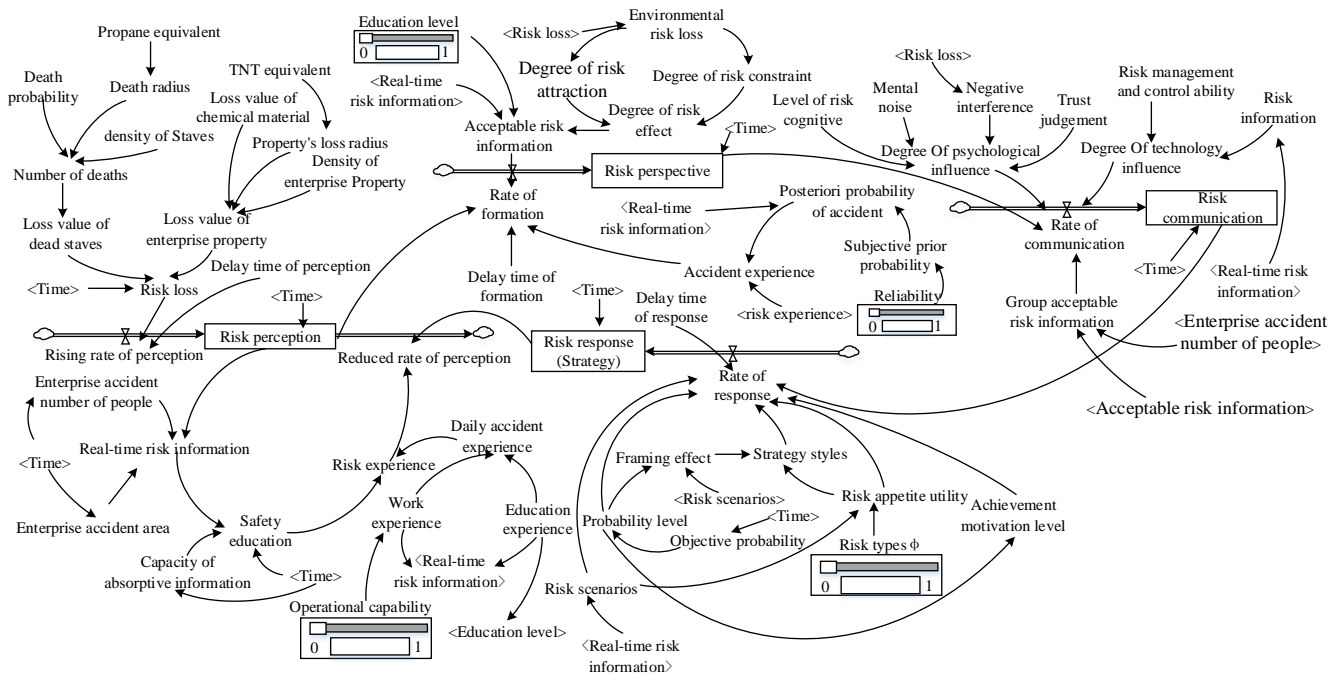 Propane equivalent
Death
probability
Death radius
TNT equivalent
Loss value of
chemical material
density of Staves
Property's loss radius
Density of
enterprise Property
Number of deaths
Loss value of
dead staves
Loss value of
enterprise property
Delay time of perception
<Time>
Risk loss
<Time>
Rising rate of perception
Risk perception
Reduced rate of perception
Education level
0
1
<Real-time
risk information>
Acceptable risk
information
<Risk loss>
Environmental
risk loss
Degree of risk
attraction
Degree of risk constraint
Degree of risk
effect
<Time>
Risk perspective
Rate of
formation
Delay time of
formation
<Real-time
risk information>
Posteriori probability
of accident
Subjective prior
probability
Accident experience
<risk experience>
Reliability
0
1
Level of risk
cognitive
Mental
noise
<Risk loss>
Negative
interference
Trust
judgement
Degree Of psychological
influence
Risk management
and control ability
Risk
information
Degree Of technology
influence
Risk
communication
Rate of
communication
<Time>
<Real-time risk
information>
Group acceptable
risk information
<Enterprise accident
number of people>
<Acceptable risk information>
<Time>
Delay time
of response
Risk response
(Strategy)
Rate of
response
Enterprise accident
number of people
Real-time risk information
<Time>
Enterprise accident area
Safety
education
Capacity of
absorptive information
<Time>
Risk experience
Daily accident
experience
Work
experience
Education
experience
<Real-time
risk information>
Operational capability
0
1
<Education level>
Framing effect
Strategy styles
<Risk scenarios>
Risk appetite utility
Probability level
<Time>
Objective probability
Achievement
motivation level
Risk types ϕ
0
1
Risk scenarios
<Real-time risk
information>